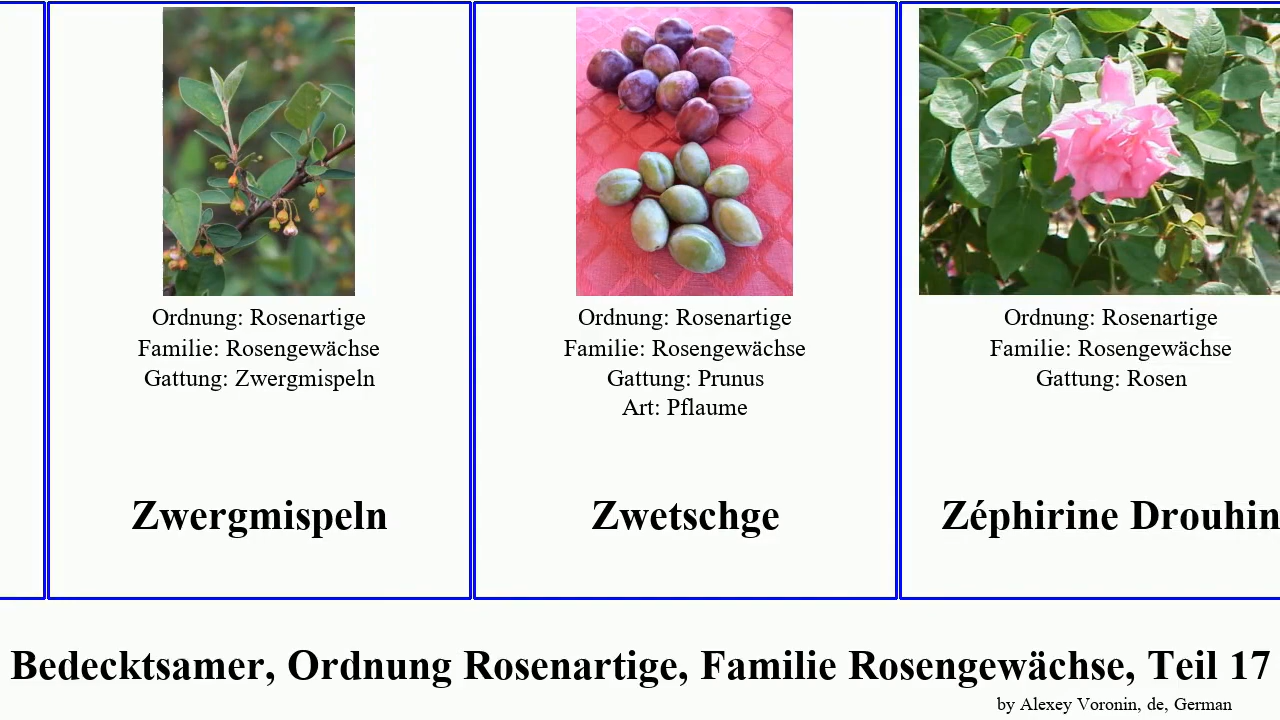 Ordnung: Rosenartige
Familie: Rosengewächse
Gattung: Zwergmispeln
Zwergmispeln
Ordnung: Rosenartige
Familie: Rosengewächse
Gattung: Prunus
Art: Pflaume
Zwetschge
Ordnung: Rosenartige
Familie: Rosengewächse
Gattung: Rosen
Zéphirine Drouhin
Bedecktsamer, Ordnung Rosenartige, Familie Rosengewächse, Teil 17
by Alexey Voronin, de, German